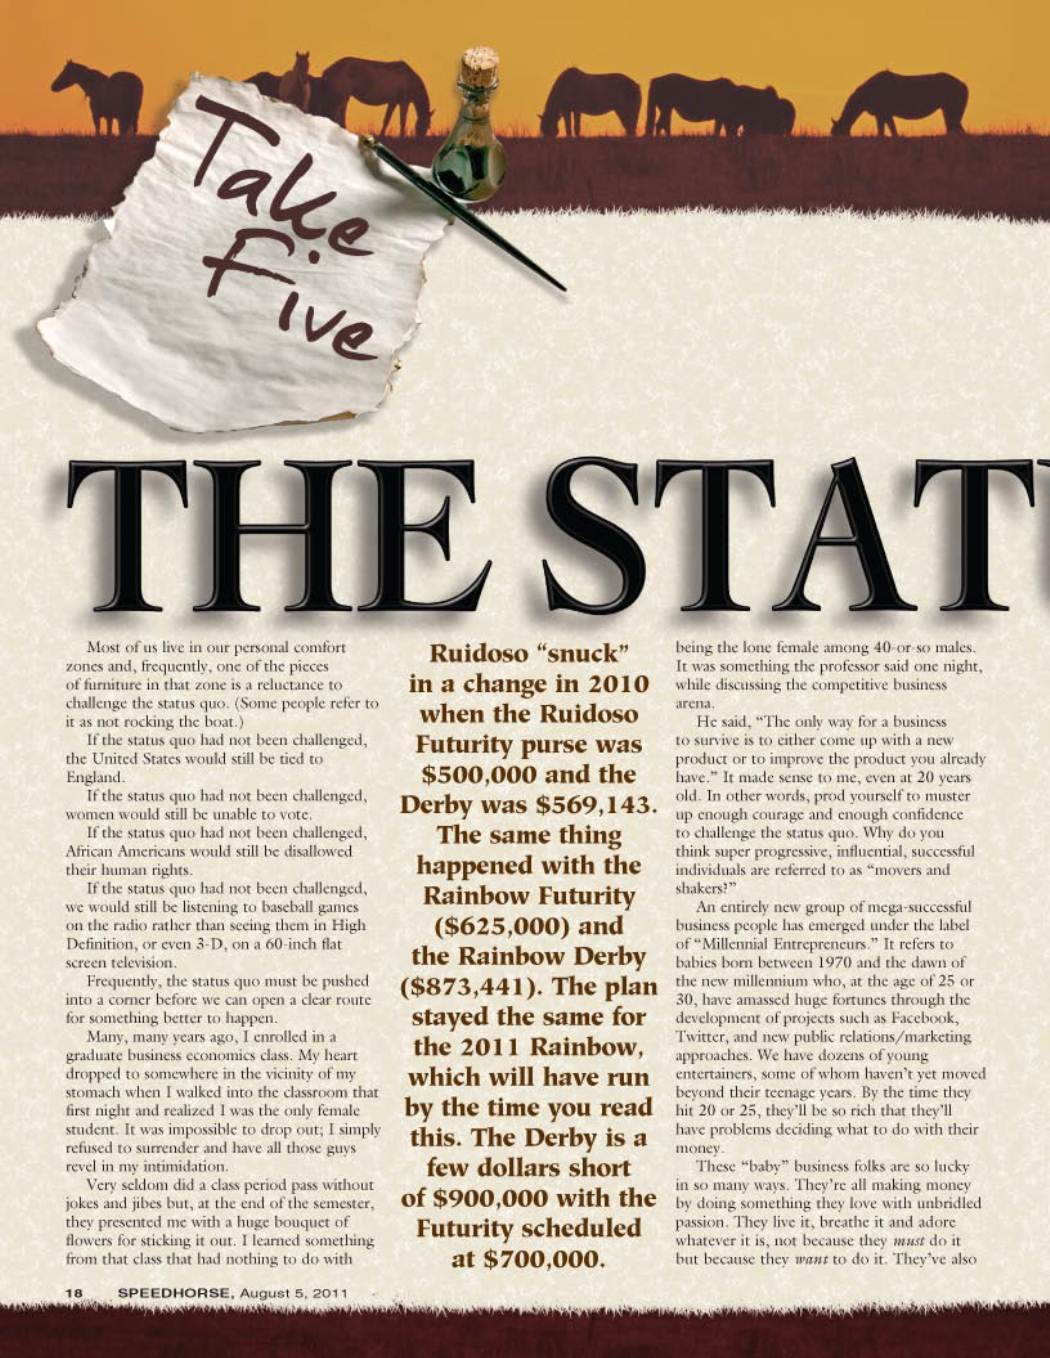 Take
Five
THE STAT
Most of us live in our personal comfort
zones and, frequently, one of the pieces
of furniture in that zone is a reluctance to
challenge the status quo. (Some people refer to
it as not rocking the boat.)
If the status quo had not been challenged,
the United States would still be tied to
England.
If the status quo had not been challenged,
women would still be unable to vote.
If the status quo had not been challenged,
African Americans would still be disallowed
their human rights.
If the status quo had not been challenged,
we would still be listening to baseball games
on the radio rather than seeing them in High
Definition, or even 3-D, on a 60-inch flat
screen television.
Frequently, the status quo must be pushed
into a corner before we can open a clear route
for something better to happen.
Many, many years ago, I enrolled in a
graduate business economics class. My heart
dropped to somewhere in the vicinity of my
stomach when I walked into the classroom that
first night and realized I was the only female
student. It was impossible to drop out; I simply
refused to surrender and have all those guys
revel in my intimidation.
Very seldom did a class period pass without
jokes and jibes but, at the end of the semester,
they presented me with a huge bouquet of
flowers for sticking it out. I learned something
from that class that had nothing to do with
Ruidoso “snuck”
in a change in 2010
when the Ruidoso
Futurity purse was
$500,000 and the
Derby was $569,143.
The same thing
happened with the
Rainbow Futurity
($625,000) and
the Rainbow Derby
($873,441). The plan
stayed the same for
the 2011 Rainbow,
which will have run
by the time you read
this. The Derby is a
few dollars short
of $900,000 with the
Futurity scheduled
at $700,000.
being the lone female among 40-or-so males.
It was something the professor said one night,
while discussing the competitive business
arena.
He said, “The only way for a business
to survive is to either come up with a new
product or to improve the product you already
have.” It made sense to me, even at 20 years
old. In other words, prod yourself to muster
up enough courage and enough confidence
to challenge the status quo. Why do you
think super progressive, influential, successful
individuals are referred to as “movers and
shakers?”
An entirely new group of mega-successful
business people has emerged under the label
of “Millennial Entrepreneurs.” It refers to
babies born between 1970 and the dawn of
the new millennium who, at the age of 25 or
30, have amassed huge fortunes through the
development of projects such as Facebook,
Twitter, and new public relations/marketing
approaches. We have dozens of young
entertainers, some of whom haven’t yet moved
beyond their teenage years. By the time they
hit 20 or 25, they’ll be so rich that they’ll
have problems deciding what to do with their
money.
These “baby” business folks are so lucky
in so many ways. They’re all making money
by doing something they love with unbridled
passion. They live it, breathe it and adore
whatever it is, not because they must do it
but because they want to do it. They’ve also
18 SPEEDHORSE, August 5, 2011